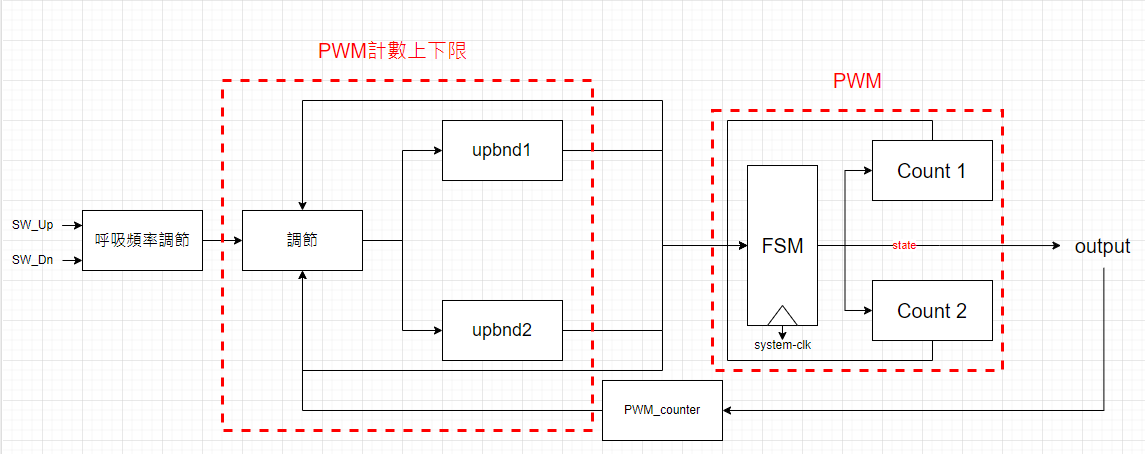 PWM計數上下限
PWM
upbnd1
Count 1
SW_Up
呼吸頻率調節
調節
FSM
state
output
SW_Dn
upbnd2
Count 2
system-clk
PWM_counter